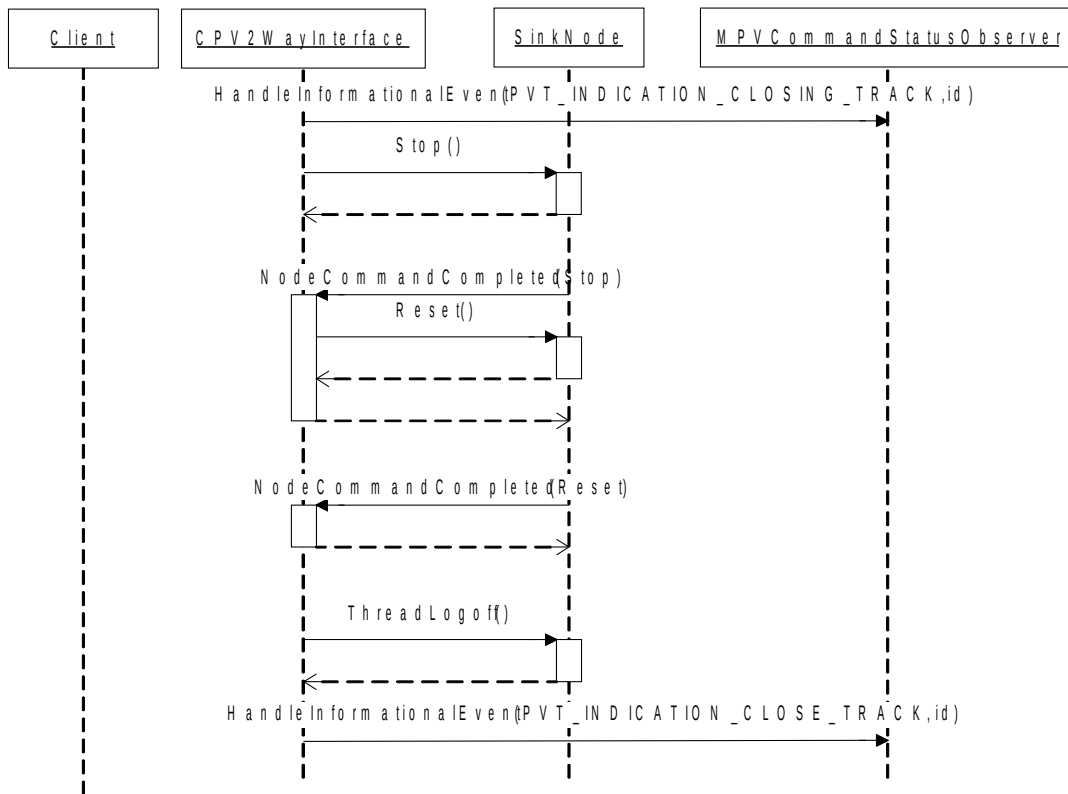 Client
CPV2WayInterface
SinkNode
MPVCommandStatusObserver
HandleInformationalEvent(PVT_INDICATION_CLOSING_TRACK,id)
Stop()
NodeCommandCompleted(Stop)
Reset()
NodeCommandCompleted(Reset)
ThreadLogoff()
HandleInformationalEvent(PVT_INDICATION_CLOSE_TRACK,id)